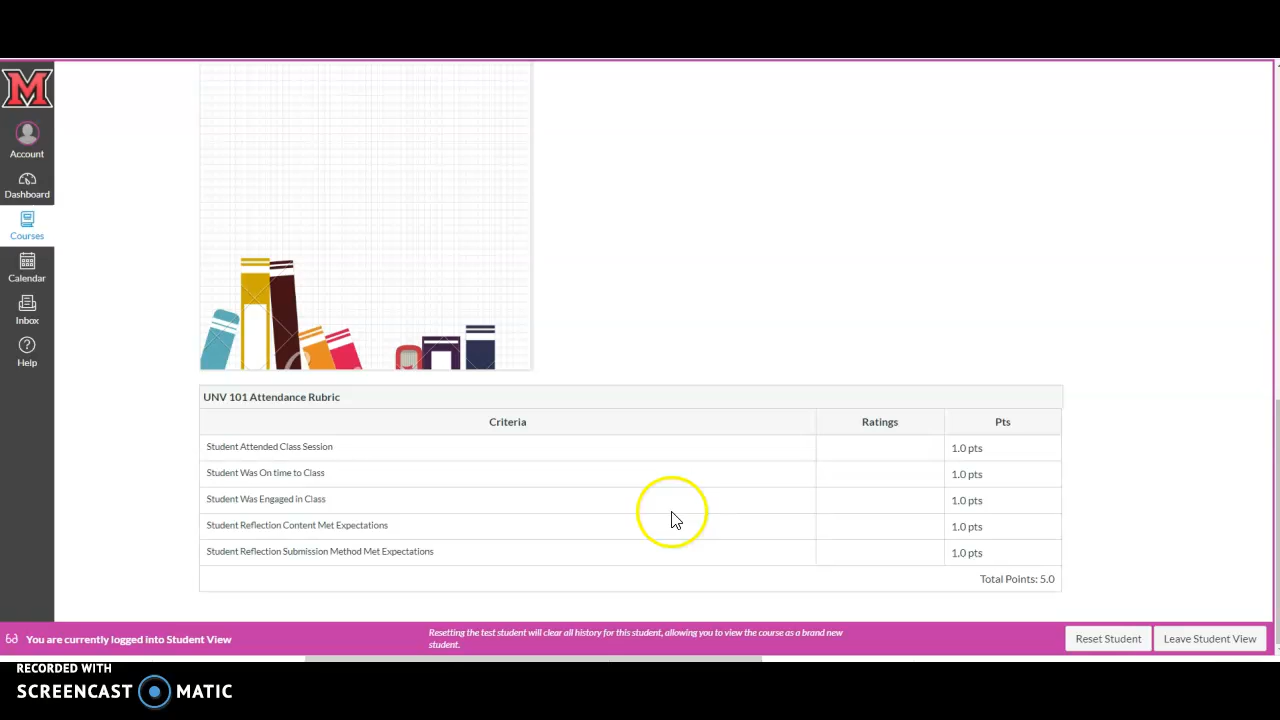 M
Account
Dashboard
Courses
Calendar
Inbox
Help
UNV 101 Attendance Rubric
Criteria Ratings Pts
Student Attended Class Session 1.0 pts
Student Was On time to Class 1.0 pts
Student Was Engaged in Class 1.0 pts
Student Reflection Content Met Expectations 1.0 pts
Student Reflection Submission Method Met Expectations 1.0 pts
Total Points: 5.0
You are currently logged into Student View
Resetting the test student will clear all history for this student, allowing you to view the course as a brand new
student.
Reset Student
Leave Student View
RECORDED WITH
SCREENCAST MATIC